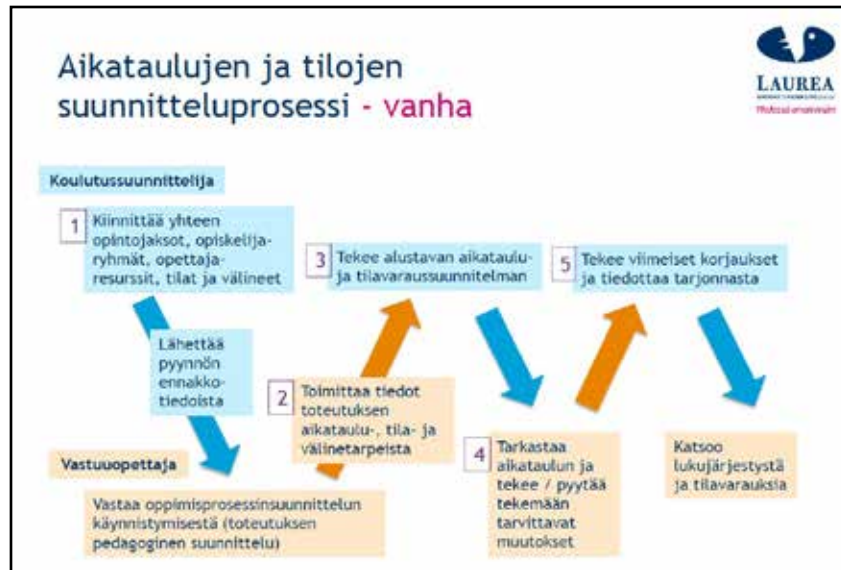 Aikataulujen ja tilojen
suunnitteluprosessi - vanha
LAUREA
Koulutussuunnittelija
1
Kiinnittää yhteen
opintojaksot, opiskelija-
ryhmät, opettaja-
resurssit, tilat ja välineet
Lähettää
pyynnön
ennakko-
tiedoista
Vastuuopettaja
Vastaa oppimisprosessinsuunnittelun
käynnistymisestä (toteutuksen
pedagoginen suunnittelu)
2
Toimittaa tiedot
toteutuksen
aikataulu-, tila- ja
välinetarpeista
3
Tekee alustavan aikataulu-
ja tilavaraussuunnitelman
4
Tarkastaa
aikataulun ja
tekee / pyytää
tekemään
tarvittavat
muutokset
5
Tekee viimeiset korjaukset
ja tiedottaa tarjonnasta
Katsoo
lukujärjestystä
ja tilavarauksia